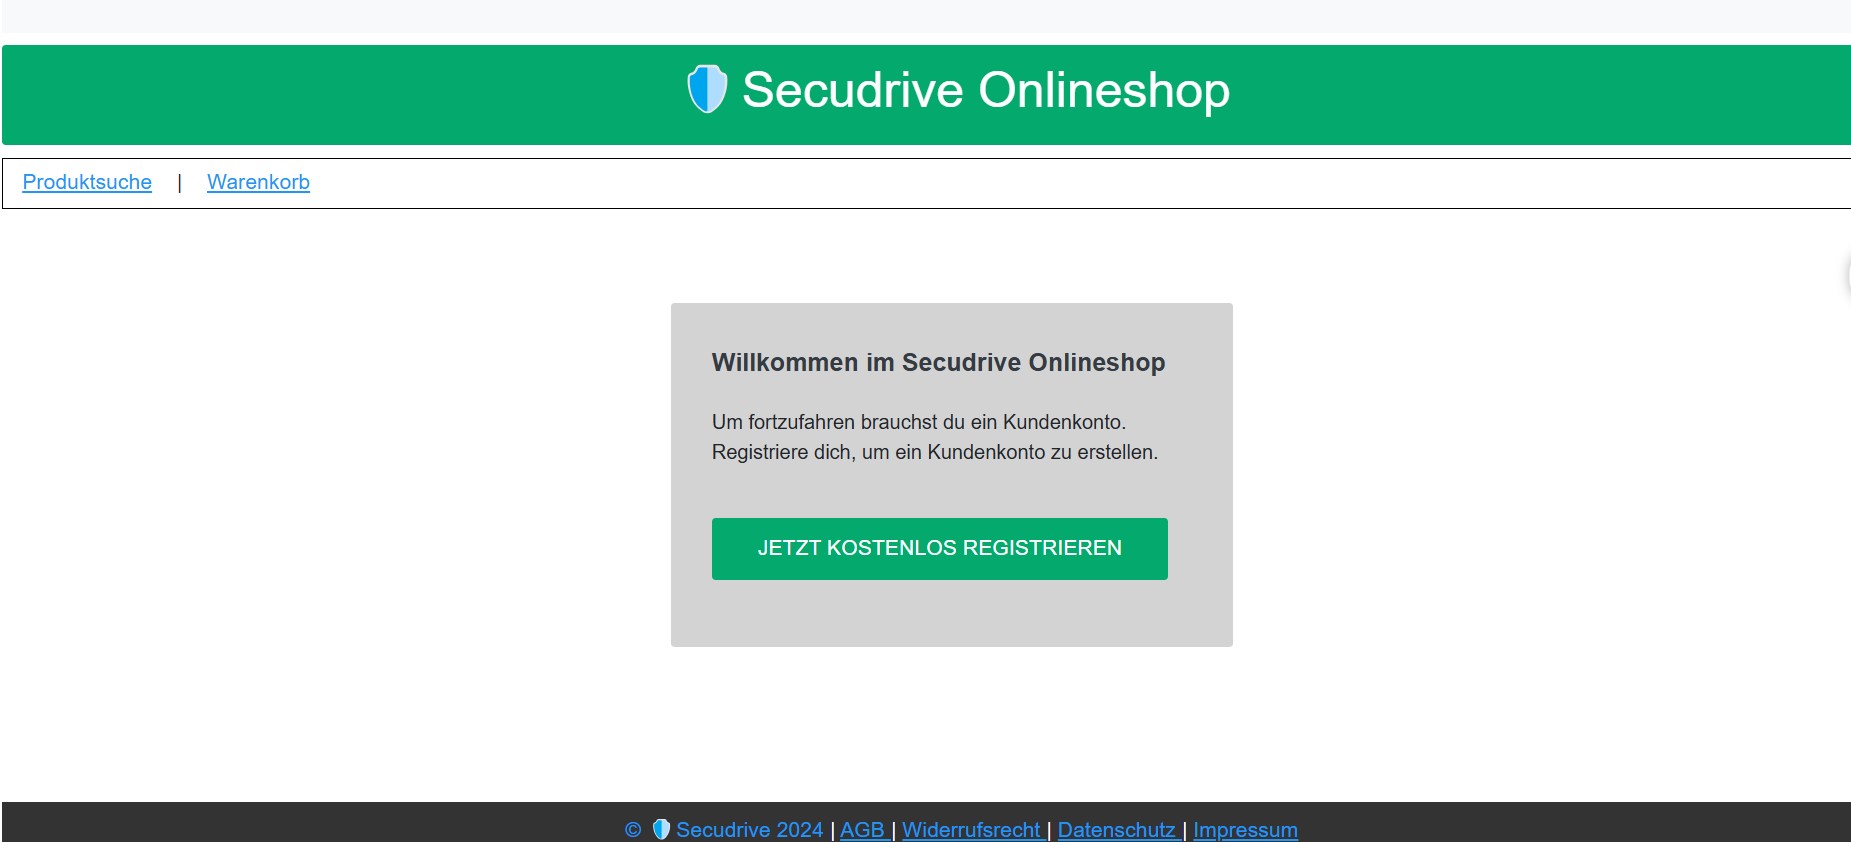 Secudrive Onlineshop
Produktsuche | Warenkorb
Willkommen im Secudrive Onlineshop
Um fortzufahren brauchst du ein Kundenkonto.
Registriere dich, um ein Kundenkonto zu erstellen.
JETZT KOSTENLOS REGISTRIEREN
© Secudrive 2024 | AGB | Widerrufsrecht | Datenschutz | Impressum